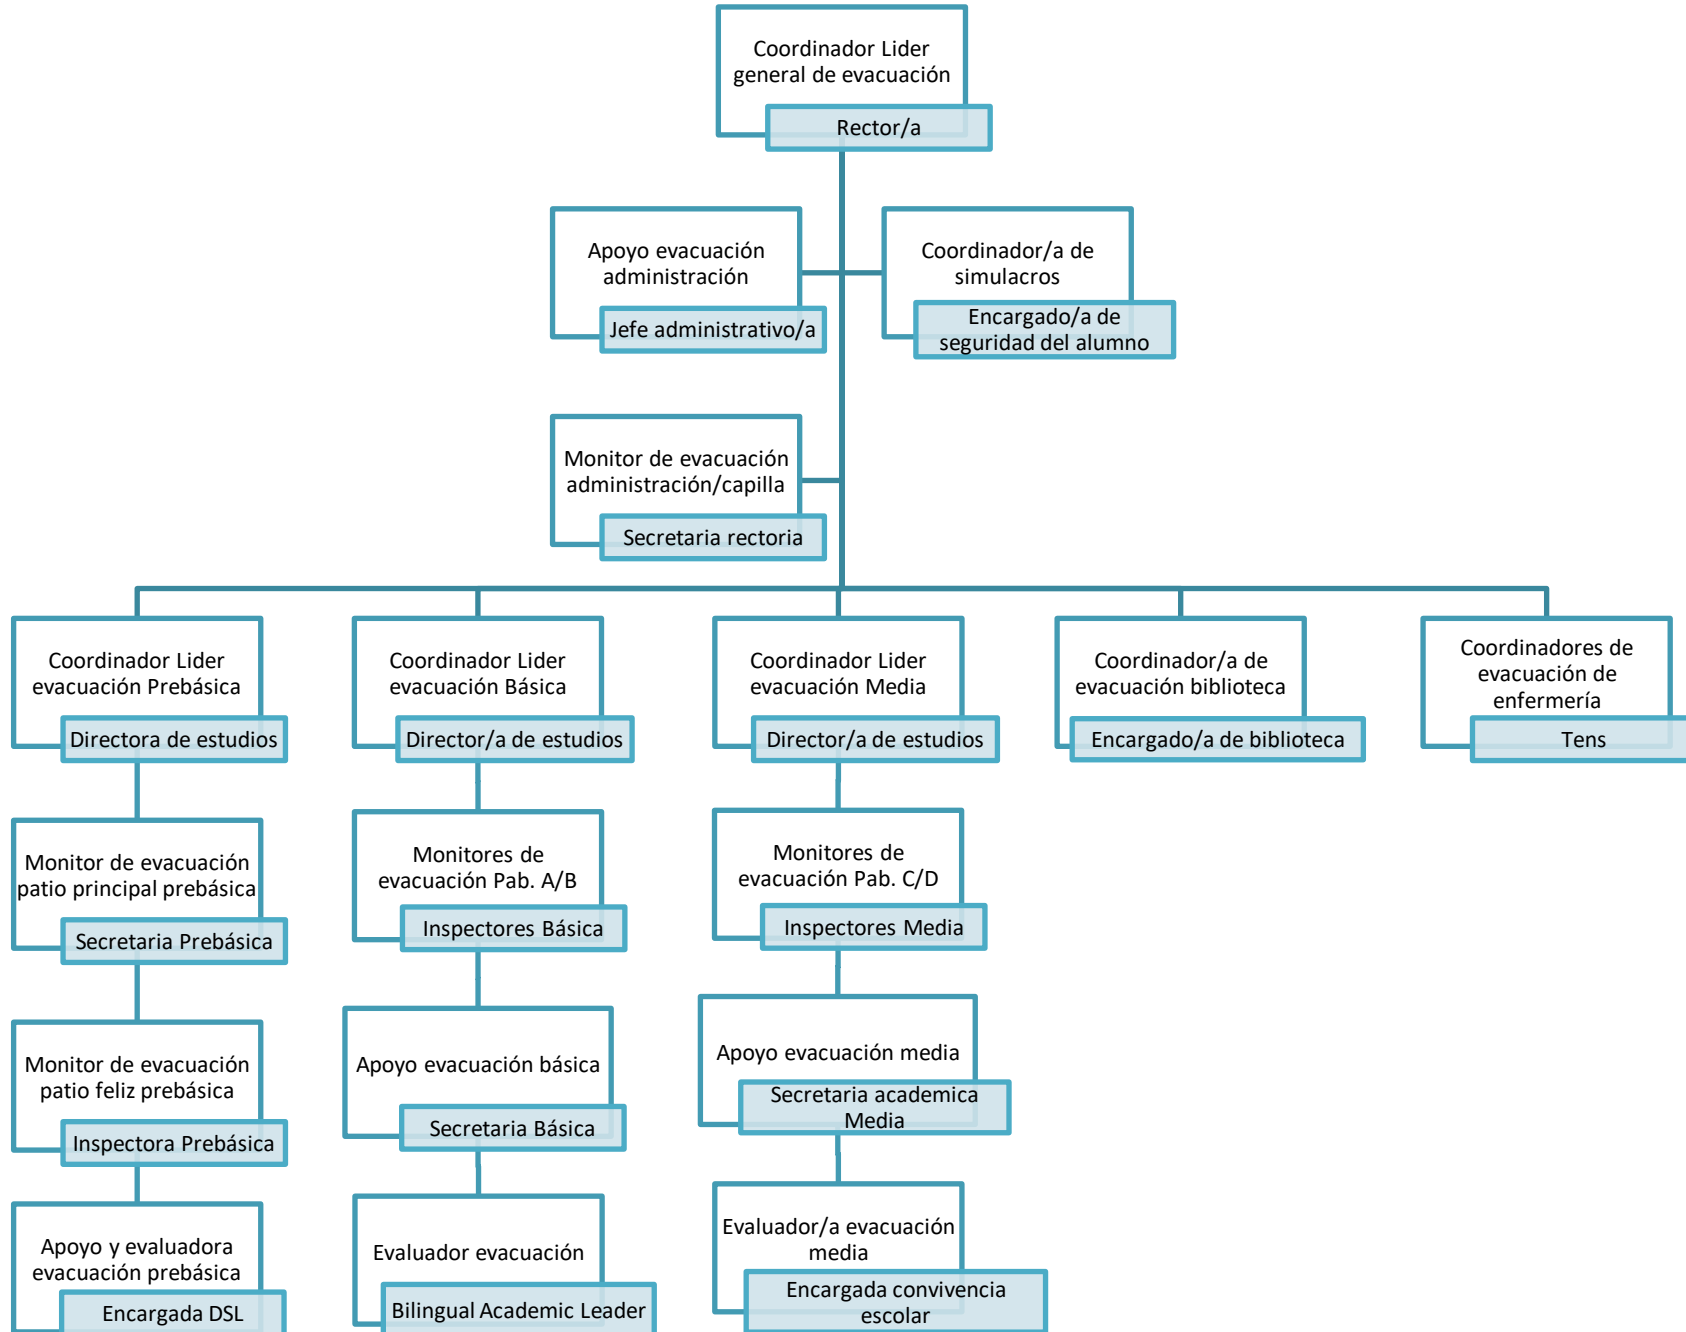 Coordinador Lider
general de evacuación
Rector/a
Apoyo evacuación
administración
Jefe administrativo/a
Coordinador/a de
simulacros
Encargado/a de
seguridad del alumno
Monitor de evacuación
administración/capilla
Secretaria rectoria
Coordinador Lider
evacuación Prebásica
Directora de estudios
Coordinador Lider
evacuación Básica
Director/a de estudios
Coordinador Lider
evacuación Media
Director/a de estudios
Coordinador/a de
evacuación biblioteca
Encargado/a de biblioteca
Coordinadores de
evacuación de
enfermería
Tens
Monitor de evacuación
patio principal prebásica
Secretaria Prebásica
Monitores de
evacuación Pab. A/B
Inspectores Básica
Monitores de
evacuación Pab. C/D
Inspectores Media
Monitor de evacuación
patio feliz prebásica
Inspectora Prebásica
Apoyo evacuación básica
Secretaria Básica
Apoyo evacuación media
Secretaria academica
Media
Apoyo y evaluadora
evacuación prebásica
Encargada DSL
Evaluador evacuación
Bilingual Academic Leader
Evaluador/a evacuación
media
Encargada convivencia
escolar